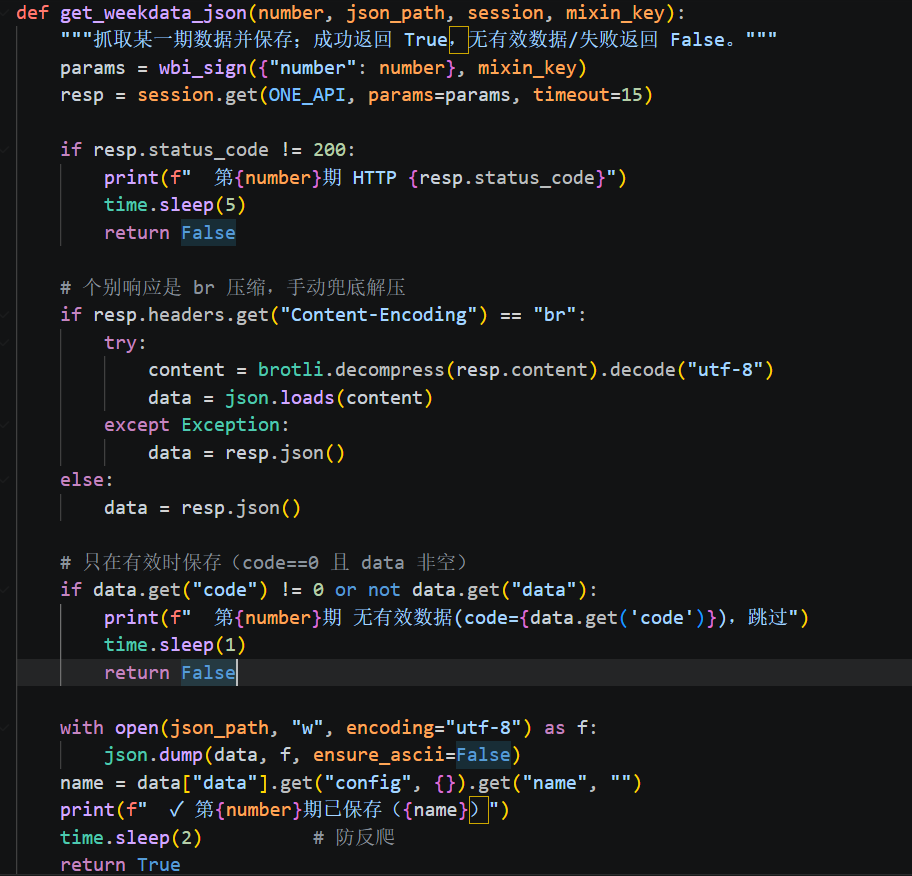 def get_weekdata_json(number, json_path, session, mixin_key):
    """抓取某一期数据并保存；成功返回 True，无有效数据/失败返回 False。"""
    params = wbi_sign({"number": number}, mixin_key)
    resp = session.get(ONE_API, params=params, timeout=15)
    if resp.status_code != 200:
        print(f"  第{number}期 HTTP {resp.status_code}")
        time.sleep(5)
        return False
    # 个别响应是 br 压缩，手动兜底解压
    if resp.headers.get("Content-Encoding") == "br":
        try:
            content = brotli.decompress(resp.content).decode("utf-8")
            data = json.loads(content)
        except Exception:
            data = resp.json()
    else:
        data = resp.json()
    # 只在有效时保存（code==0 且 data 非空）
    if data.get("code") != 0 or not data.get("data"):
        print(f"  第{number}期 无有效数据(code={data.get('code')})，跳过")
        time.sleep(1)
        return False
    with open(json_path, "w", encoding="utf-8") as f:
        json.dump(data, f, ensure_ascii=False)
    name = data["data"].get("config", {}).get("name", "")
    print(f"  ✓ 第{number}期已保存（{name}）")
    time.sleep(2)          # 防反爬
    return True